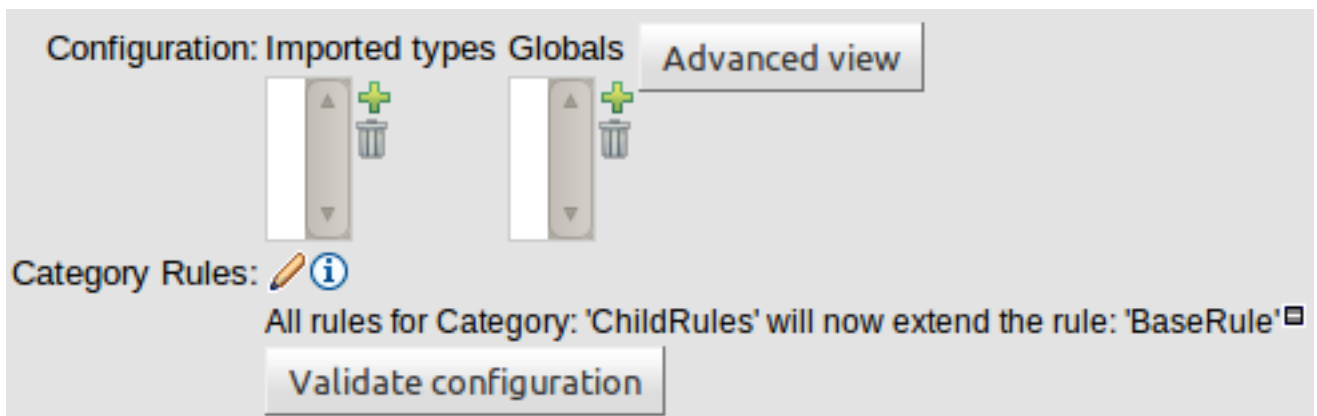 Configuration: Imported types Globals Advanced view
Category Rules:
All rules for Category: 'ChildRules' will now extend the rule: 'BaseRule'
Validate configuration